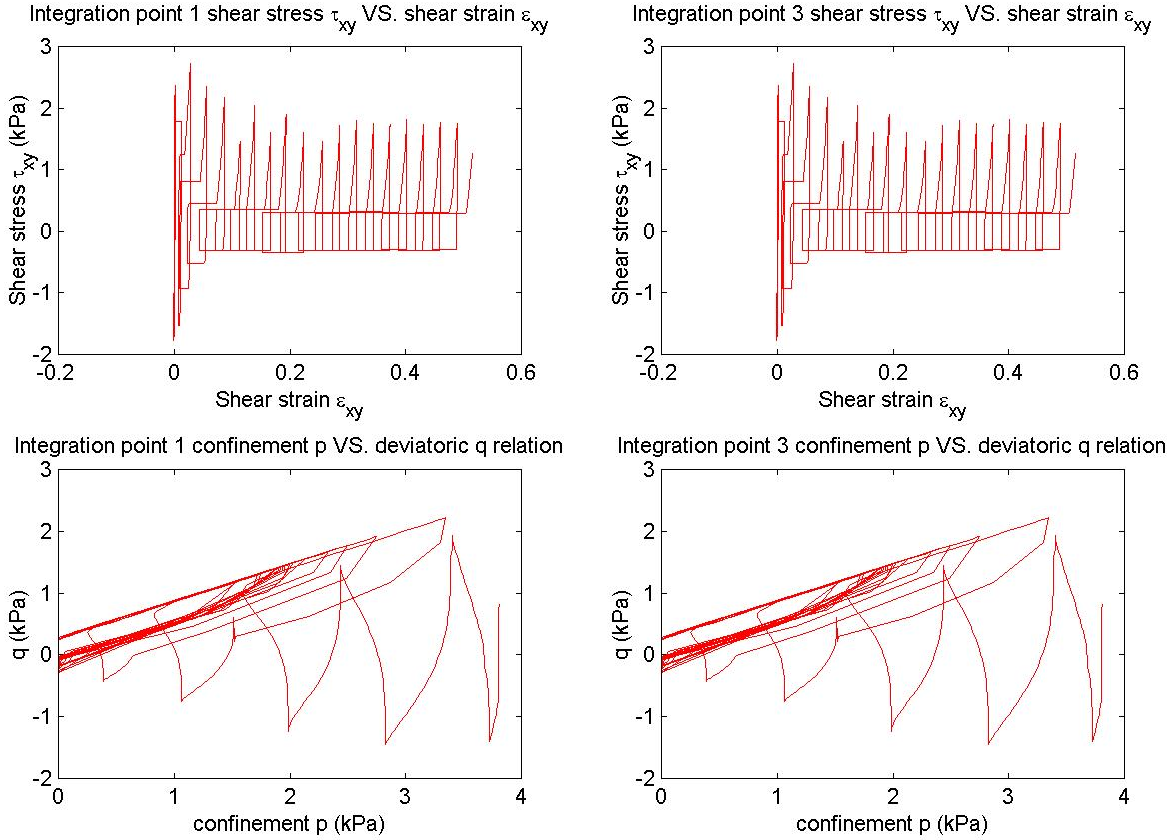 Integration point 1 shear stress τxy VS. shear strain εxy
3
2
1
0
-1
-2
Shear stress τxy (kPa)
-0.2 0 0.2 0.4 0.6
Shear strain εxy
Integration point 3 shear stress τxy VS. shear strain εxy
3
2
1
0
-1
-2
Shear stress τxy (kPa)
-0.2 0 0.2 0.4 0.6
Shear strain εxy
Integration point 1 confinement p VS. deviatoric q relation
3
2
1
0
-1
-2
q (kPa)
0 1 2 3 4
confinement p (kPa)
Integration point 3 confinement p VS. deviatoric q relation
3
2
1
0
-1
-2
q (kPa)
0 1 2 3 4
confinement p (kPa)